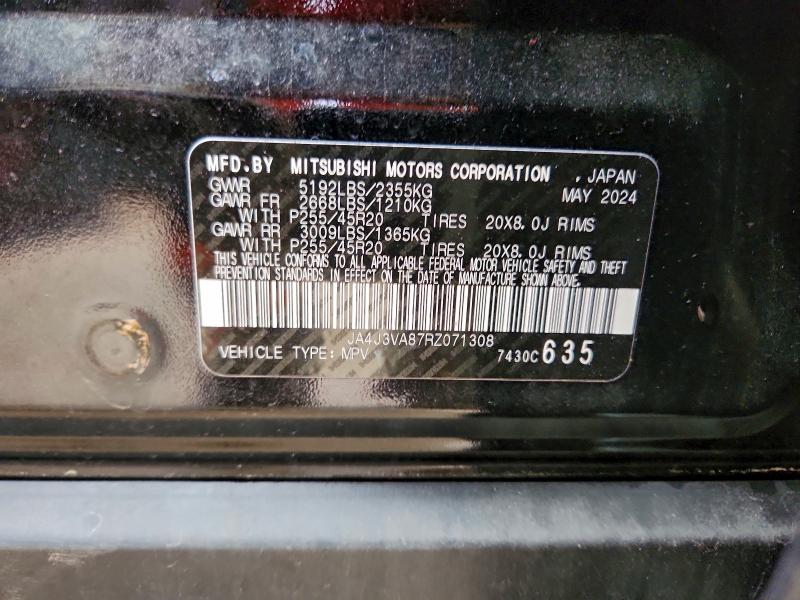 MFD.BY MITSUBISHI MOTORS CORPORATION , JAPAN
GVWR 5192LBS/2355KG MAY 2024
GAWR FR 2668LBS/1210KG
WITH P255/45R20 TIRES 20X8.0J RIMS
GAWR RR 3009LBS/1365KG
WITH P255/45R20 TIRES 20X8.0J RIMS
THIS VEHICLE CONFORMS TO ALL APPLICABLE FEDERAL MOTOR VEHICLE SAFETY AND THEFT
PREVENTION STANDARDS IN EFFECT ON THE DATE OF MANUFACTURE SHOWN ABOVE.
JA4J3VA87RZ071308
VEHICLE TYPE: MPV 7430C 635